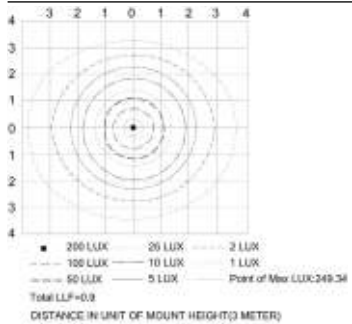 3 2 1 0 1 2 3 4
4
3
2
1
0
1
2
3
4
200 LUX 25 LUX 2 LUX
100 LUX 10 LUX 1 LUX
50 LUX 5 LUX Point of Max LUX:249.34
Total LLF=0.9
DISTANCE IN UNIT OF MOUNT HEIGHT(3 METER)